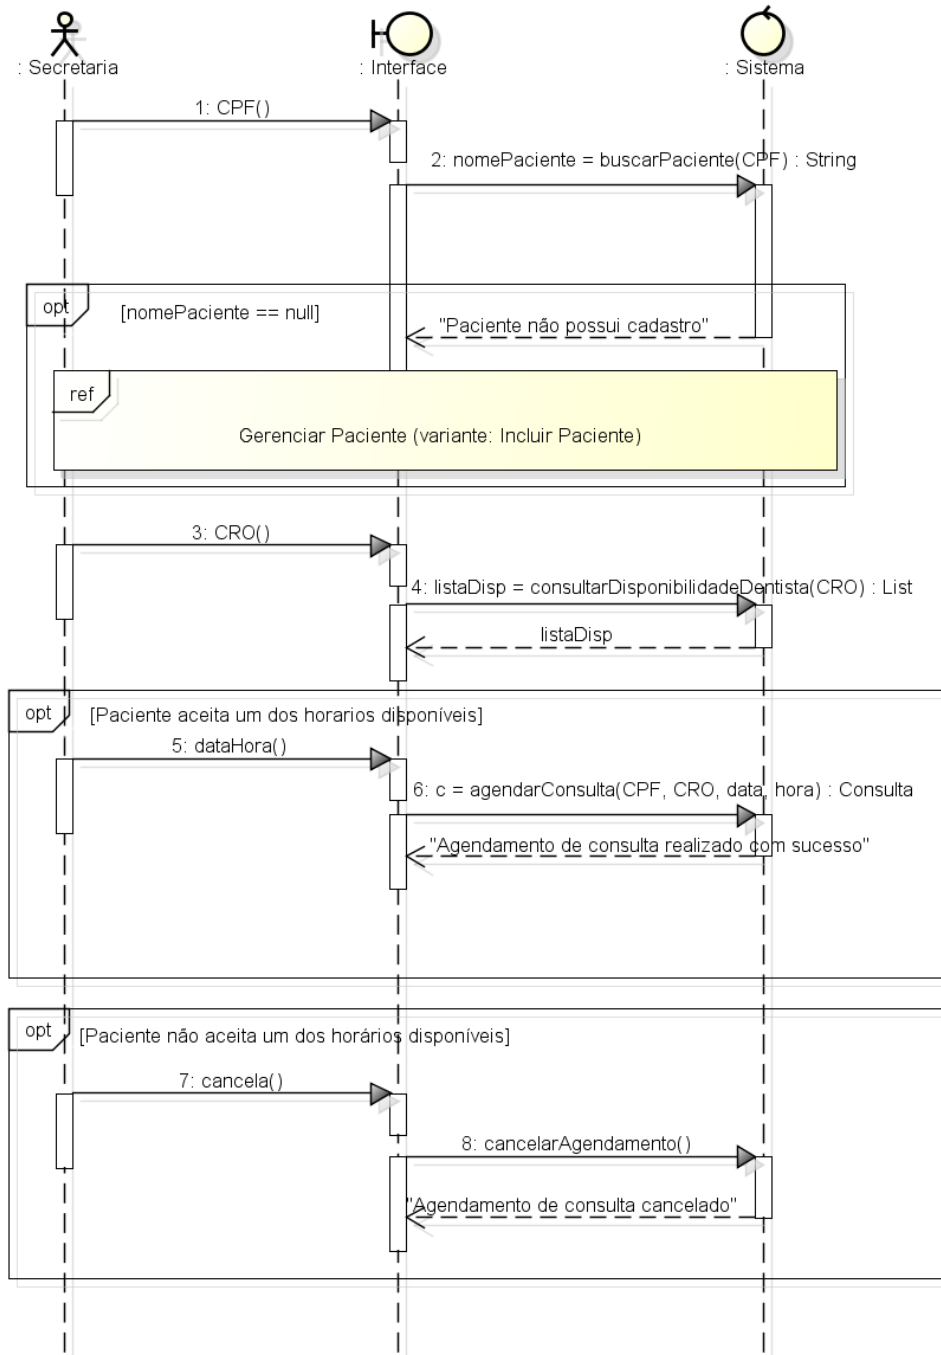 : Secretaria
: Interface
: Sistema
1: CPF()
2: nomePaciente = buscarPaciente(CPF) : String
opt
[nomePaciente == null]
"Paciente não possui cadastro"
ref
Gerenciar Paciente (variante: Incluir Paciente)
3: CRO()
4: listaDisp = consultarDisponibilidadeDentista(CRO) : List
listaDisp
opt
[Paciente aceita um dos horarios disponíveis]
5: dataHora()
6: c = agendarConsulta(CPF, CRO, data, hora) : Consulta
"Agendamento de consulta realizado com sucesso"
opt
[Paciente não aceita um dos horários disponíveis]
7: cancela()
8: cancelarAgendamento()
"Agendamento de consulta cancelado"